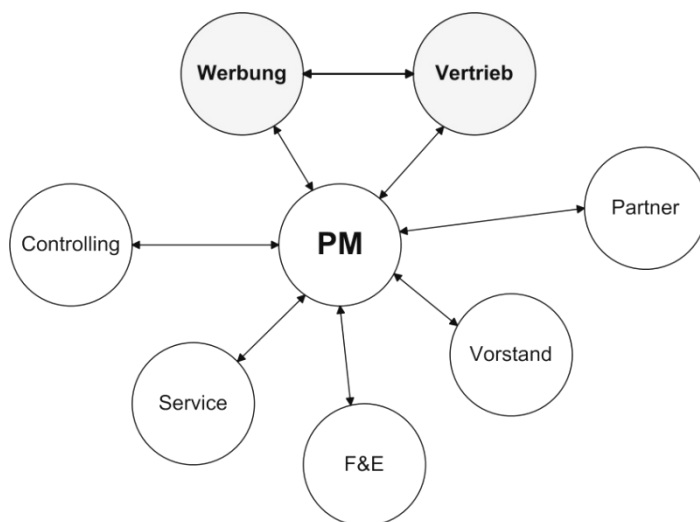 Werbung
Vertrieb
Partner
PM
Controlling
Vorstand
Service
F&E